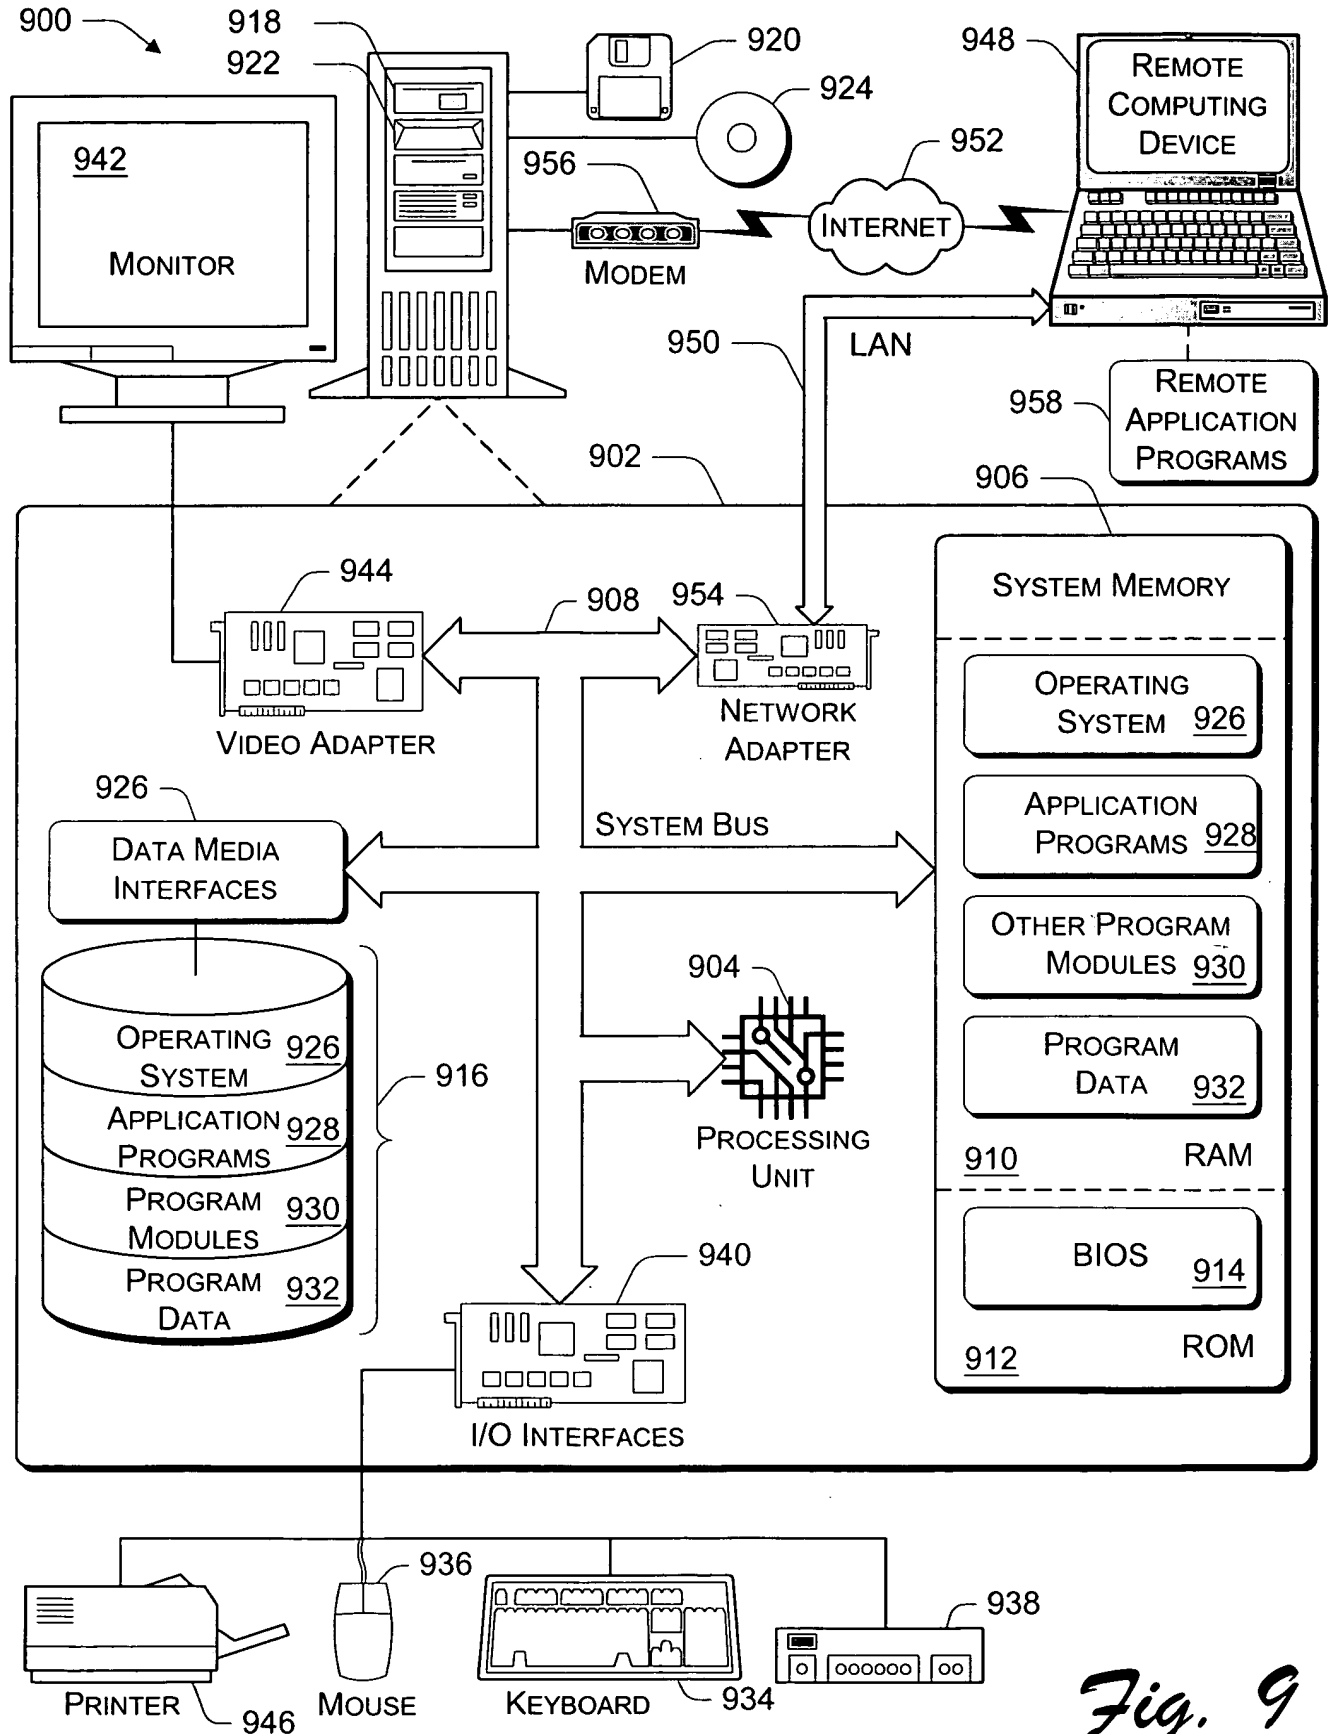 900
918
922
920
924
948
REMOTE
COMPUTING
DEVICE
942
MONITOR
956
MODEM
952
INTERNET
950
LAN
958
REMOTE
APPLICATION
PROGRAMS
902
906
SYSTEM MEMORY
944
908
954
VIDEO ADAPTER
NETWORK
ADAPTER
OPERATING
SYSTEM 926
APPLICATION
PROGRAMS 928
OTHER PROGRAM
MODULES 930
PROGRAM
DATA 932
910 RAM
BIOS 914
912 ROM
926
DATA MEDIA
INTERFACES
SYSTEM BUS
904
PROCESSING
UNIT
OPERATING
SYSTEM 926
APPLICATION
PROGRAMS 928
PROGRAM
MODULES 930
PROGRAM
DATA 932
916
940
I/O INTERFACES
PRINTER
946
936
MOUSE
KEYBOARD
934
938
Fig. 9